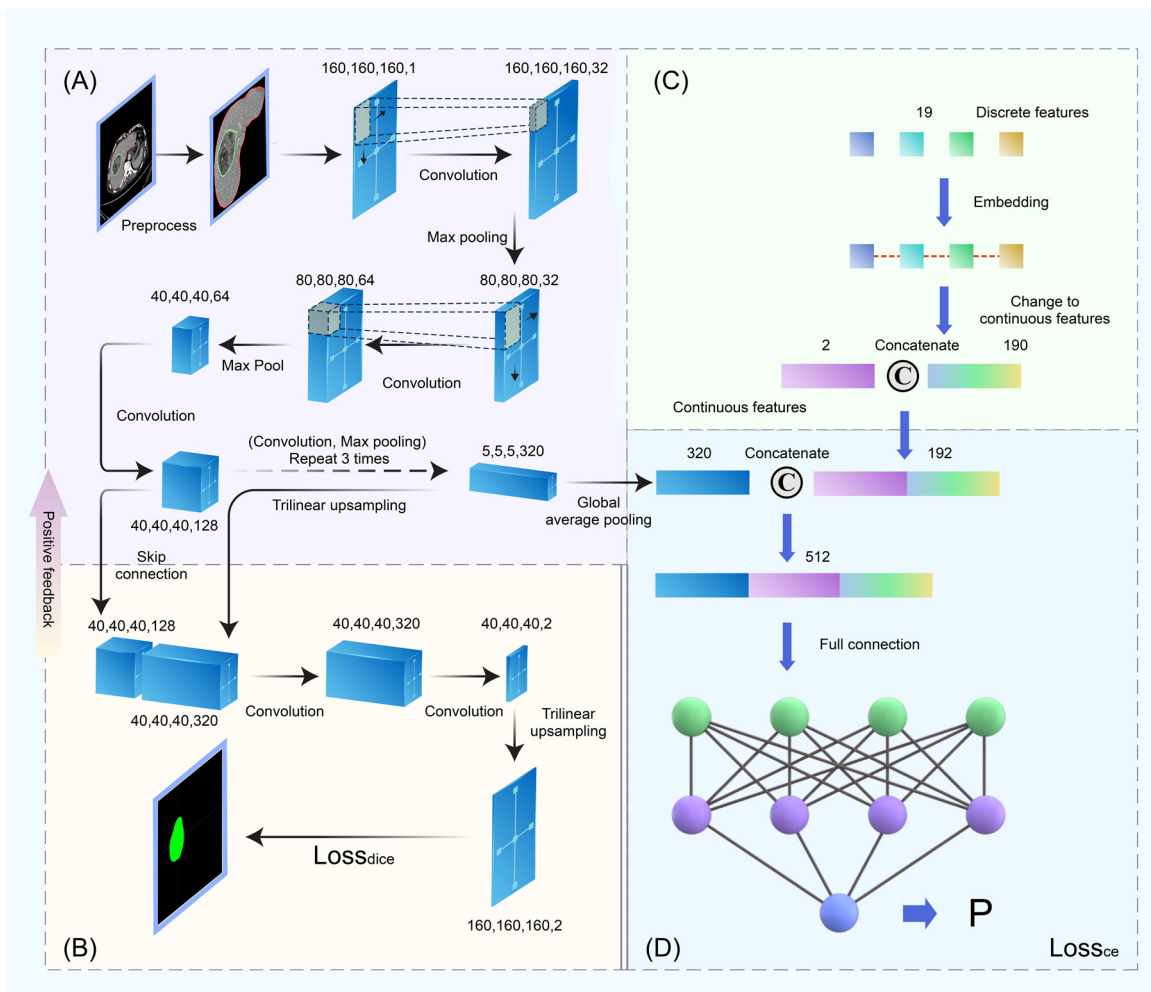 (A)
160,160,160,1
160,160,160,32
Preprocess
Convolution
Max pooling
40,40,40,64
80,80,80,64
80,80,80,32
Max Pool
Convolution
Convolution
(Convolution, Max pooling)
Repeat 3 times
5,5,5,320
Trilinear upsampling
Global
average pooling
40,40,40,128
Skip
connection
Positive feedback
40,40,40,128
40,40,40,320
40,40,40,2
40,40,40,320
Convolution
Convolution
Trilinear
upsampling
Lossdice
160,160,160,2
(B)
(C)
19
Discrete features
Embedding
Change to
continuous features
2
Concatenate
190
C
Continuous features
320
Concatenate
192
C
512
Full connection
P
(D)
Lossce